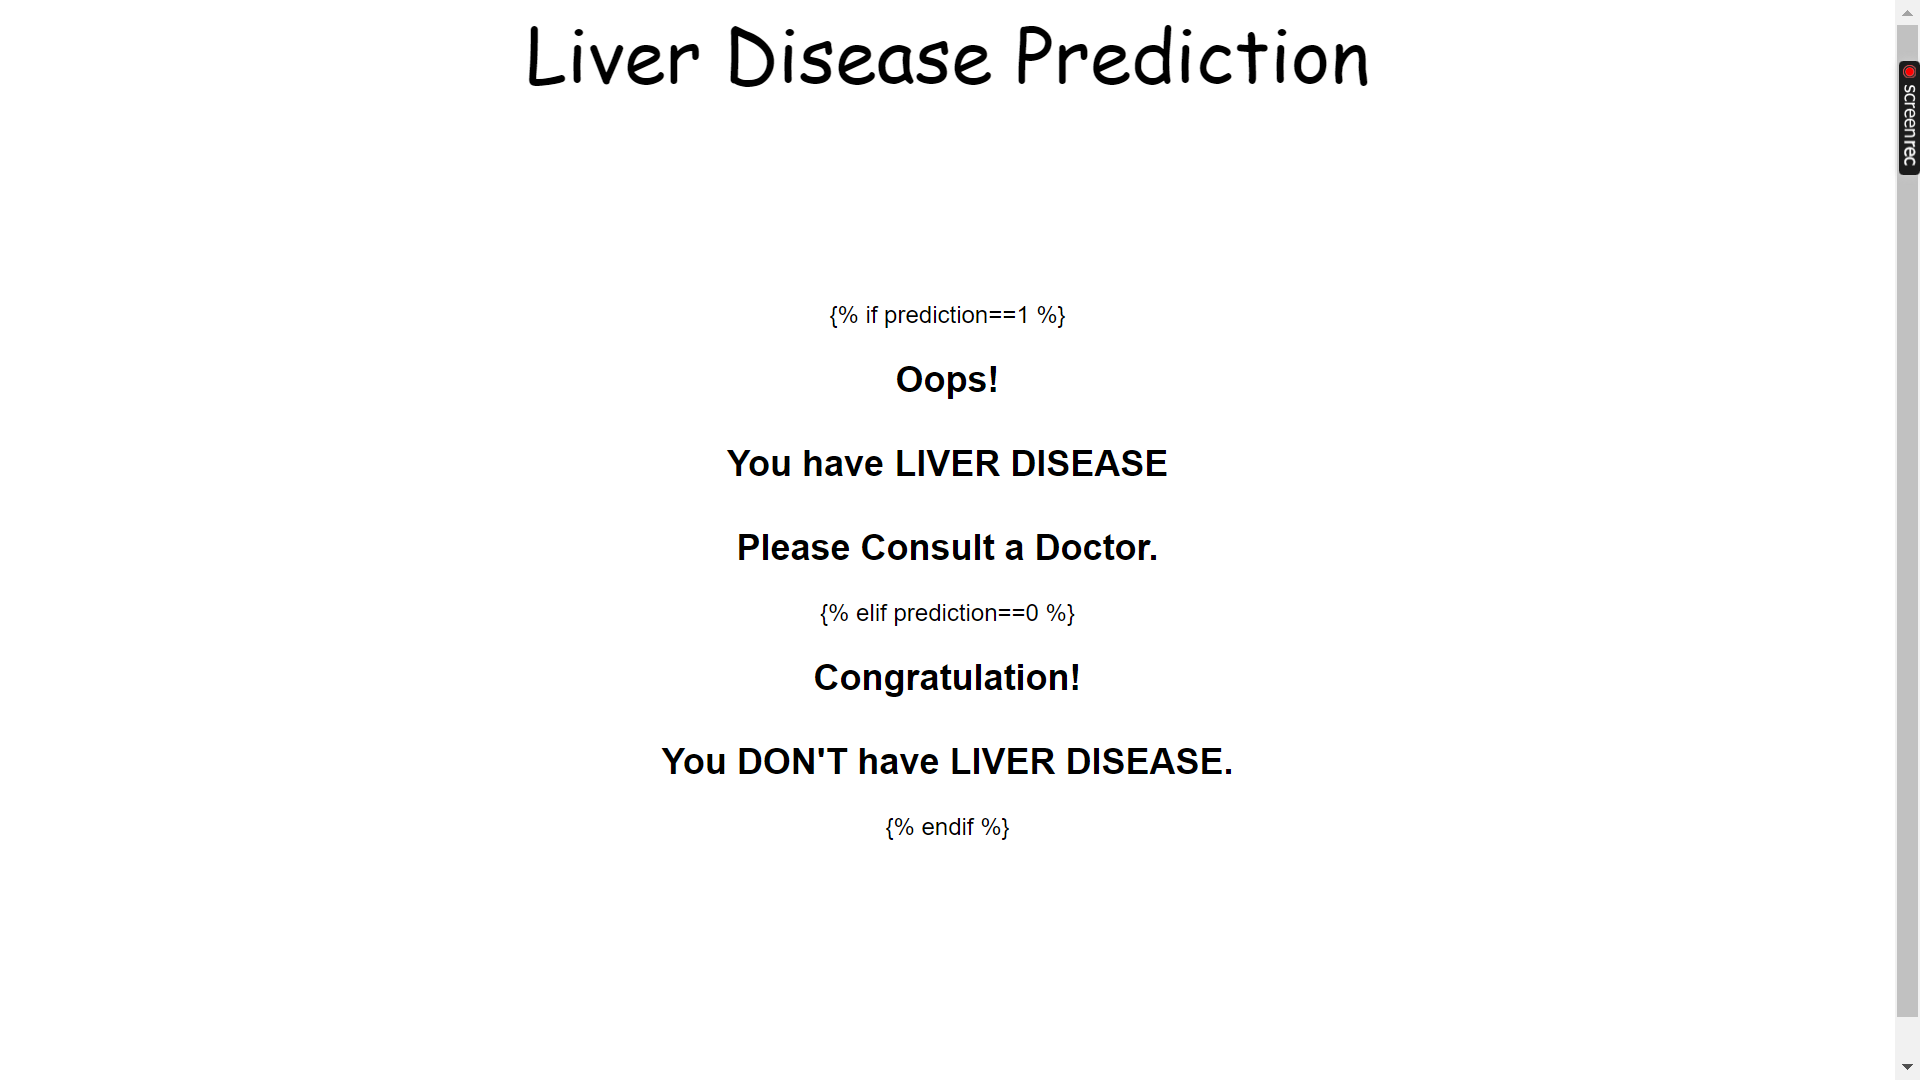 Liver Disease Prediction
screenrec
{% if prediction==1 %}
Oops!
You have LIVER DISEASE
Please Consult a Doctor.
{% elif prediction==0 %}
Congratulation!
You DON'T have LIVER DISEASE.
{% endif %}